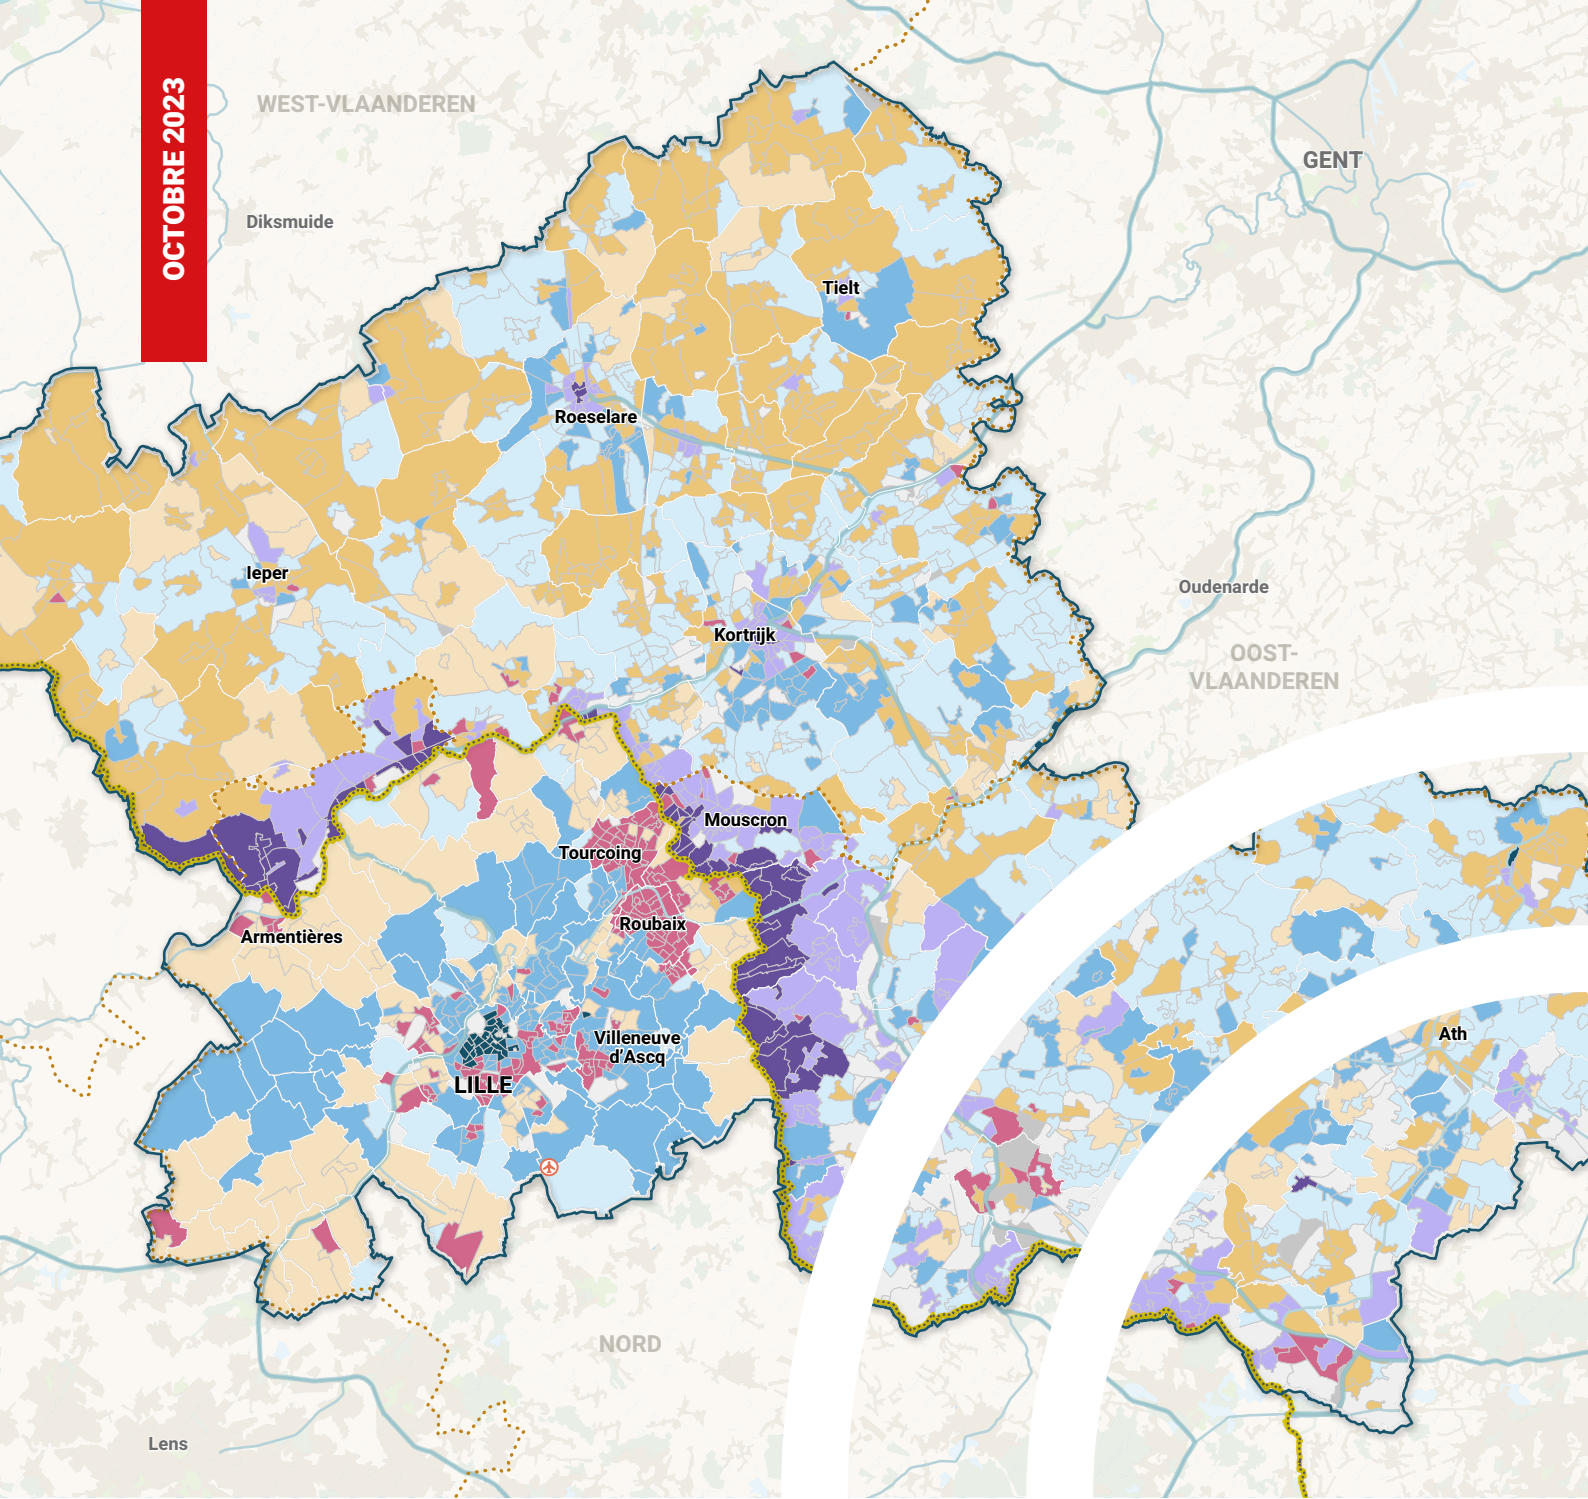 OCTOBRE 2023
WEST-VLAANDEREN
GENT
Diksmuide
Tielt
Roeselare
Ieper
Oudenarde
Kortrijk
OOST-
VLAANDEREN
Mouscron
Tourcoing
Roubaix
Armentières
Villeneuve
d'Ascq
Ath
LILLE
NORD
Lens